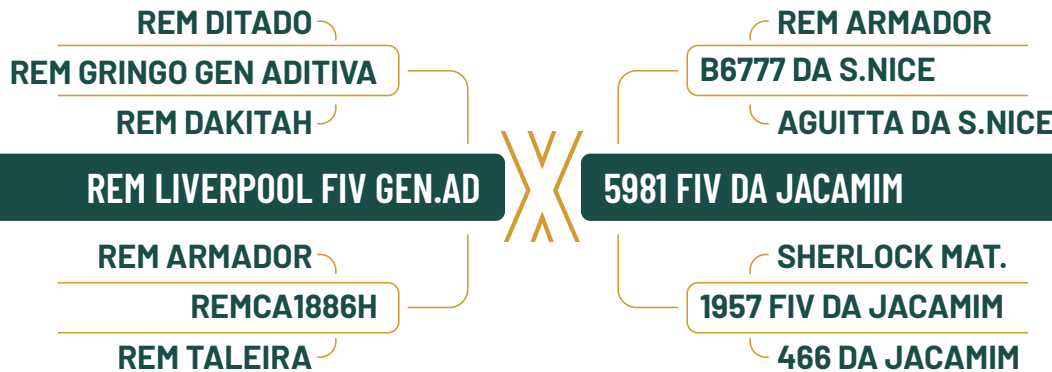 REM DITADO
REM GRINGO GEN ADITIVA
REM DAKITAH
REM LIVERPOOL FIV GEN.AD
REM ARMADOR
REMCA1886H
REM TALEIRA
REM ARMADOR
B6777 DA S.NICE
AGUITTA DA S.NICE
5981 FIV DA JACAMIM
SHERLOCK MAT.
1957 FIV DA JACAMIM
466 DA JACAMIM